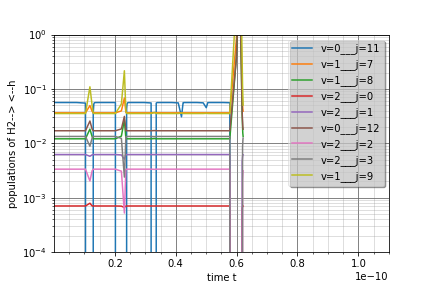 populations of H2--> <--h
10⁰
10⁻¹
10⁻²
10⁻³
10⁻⁴
0.2
0.4
0.6
0.8
1.0
1e−10
time t
v=0___j=11
v=1___j=7
v=1___j=8
v=2___j=0
v=2___j=1
v=0___j=12
v=2___j=2
v=2___j=3
v=1___j=9